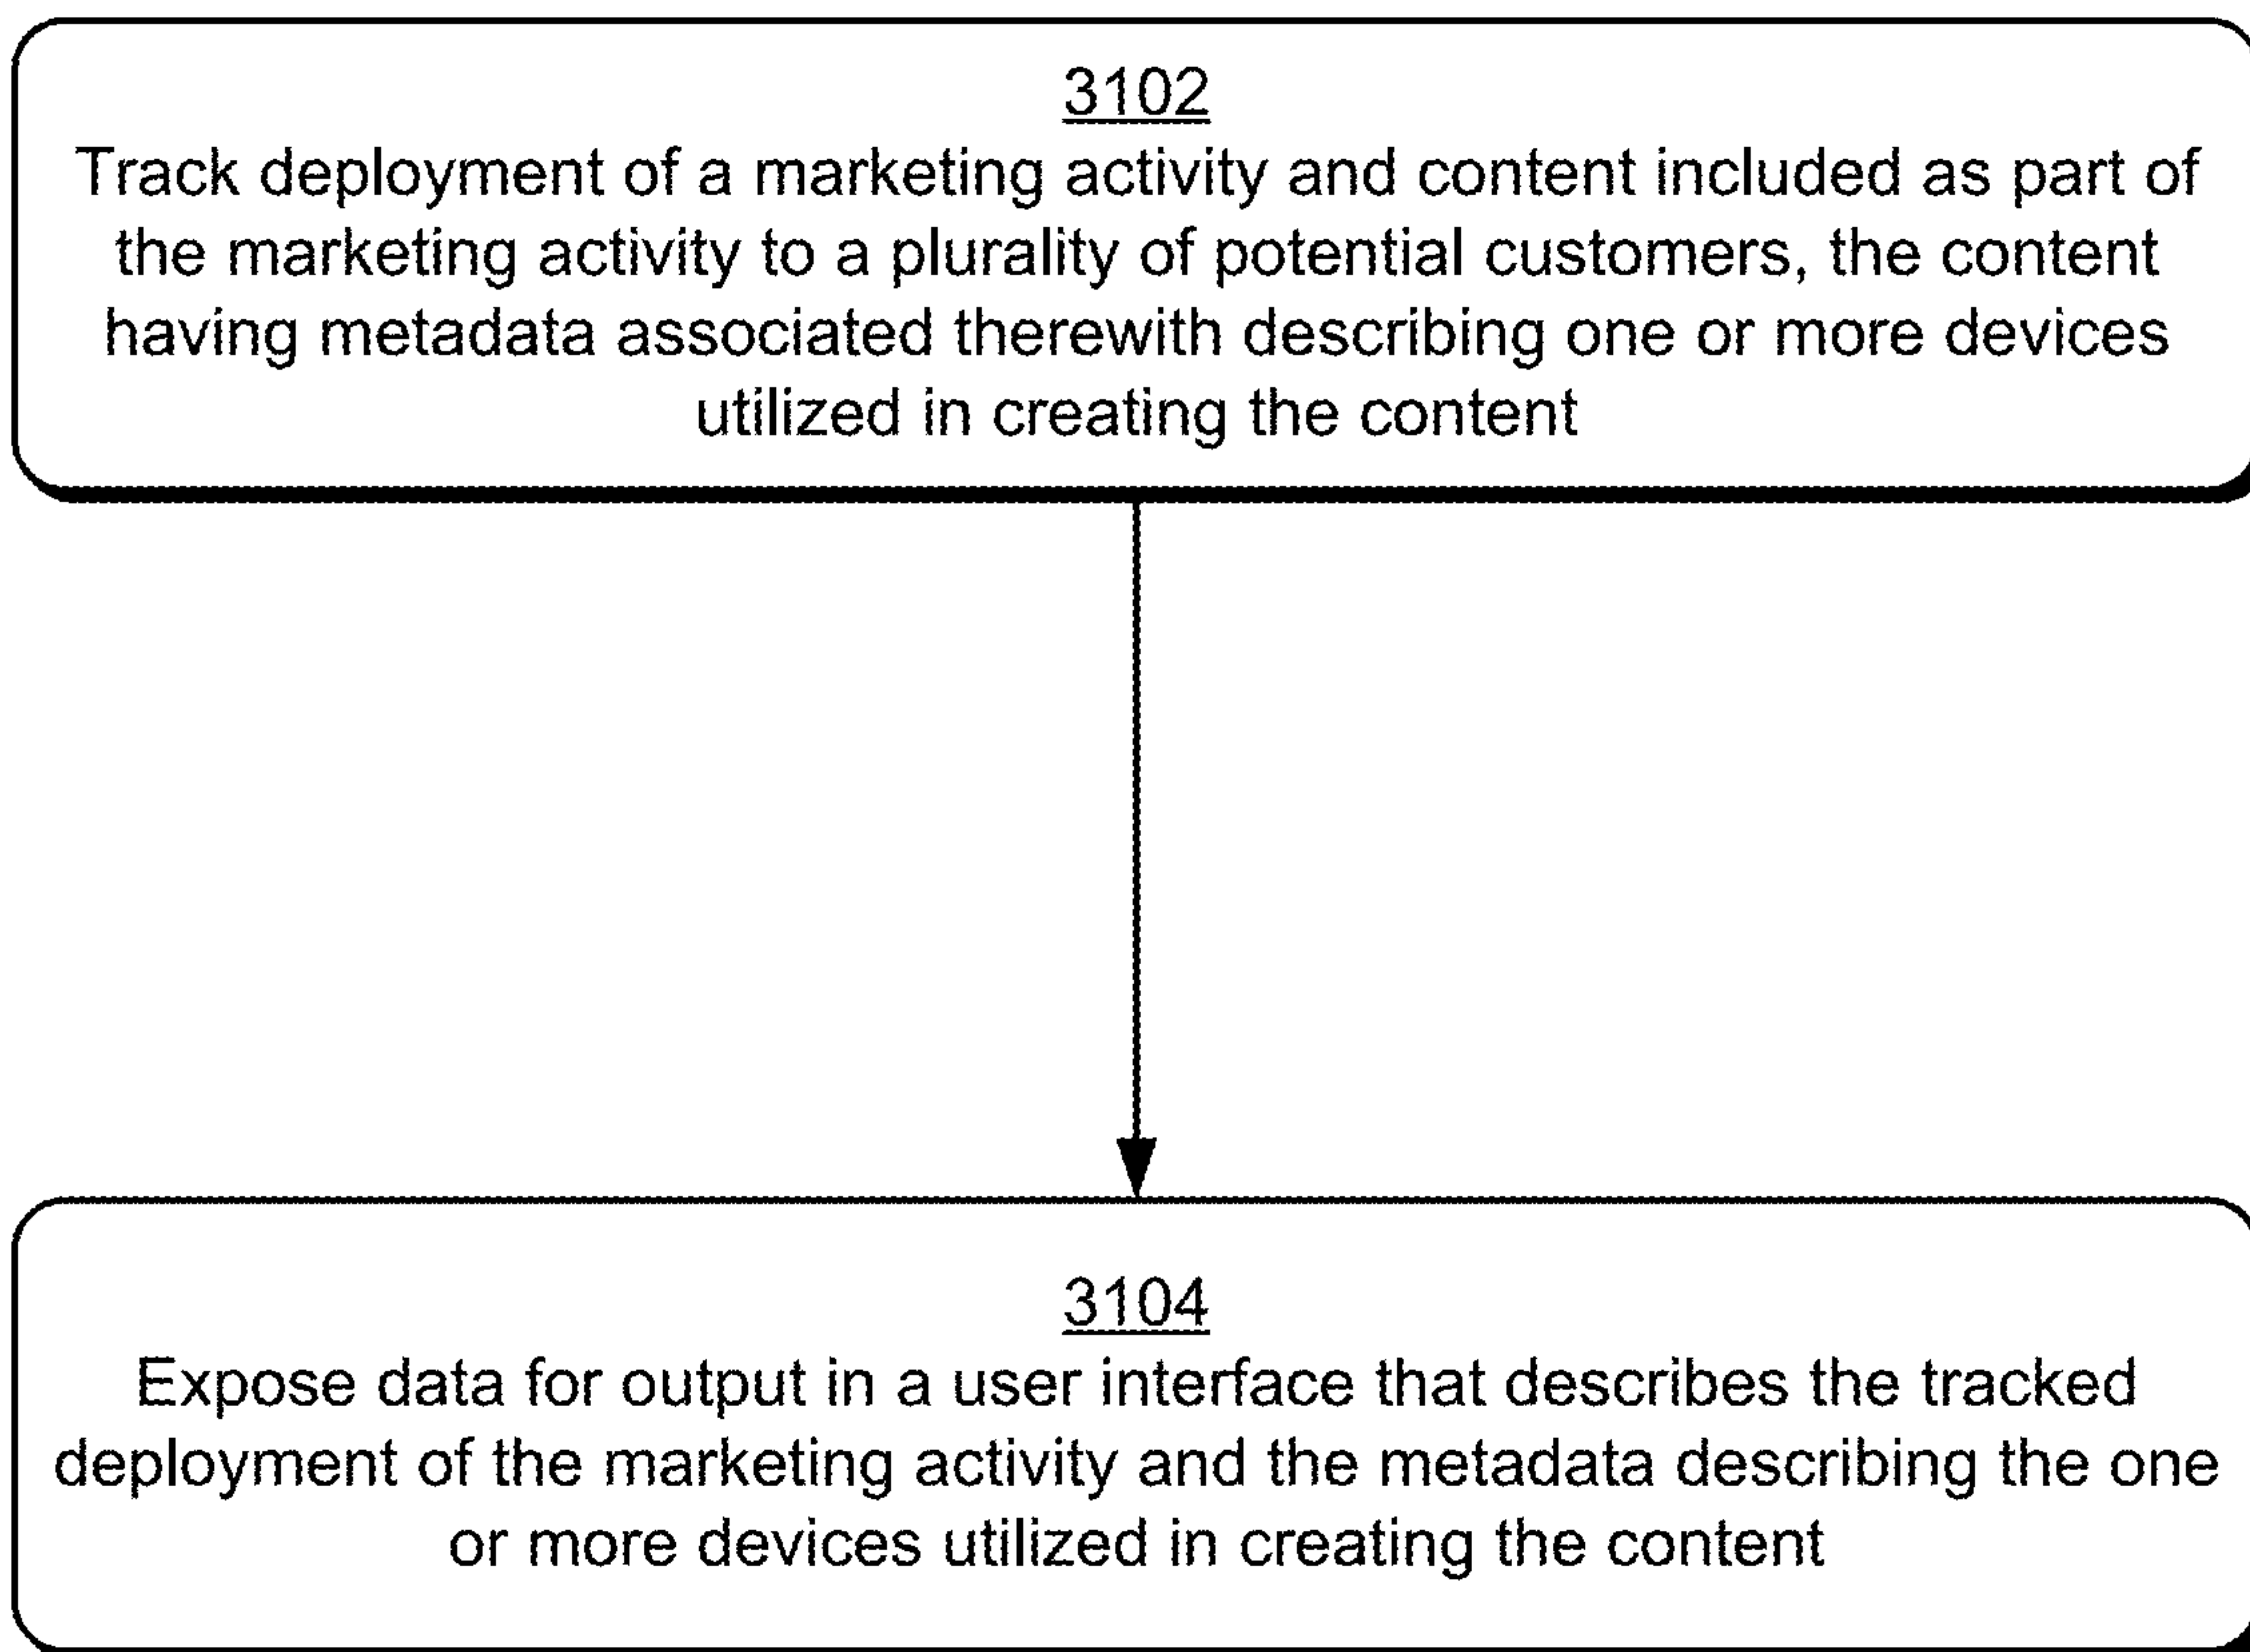 3102
Track deployment of a marketing activity and content included as part of
the marketing activity to a plurality of potential customers, the content
having metadata associated therewith describing one or more devices
utilized in creating the content
3104
Expose data for output in a user interface that describes the tracked
deployment of the marketing activity and the metadata describing the one
or more devices utilized in creating the content